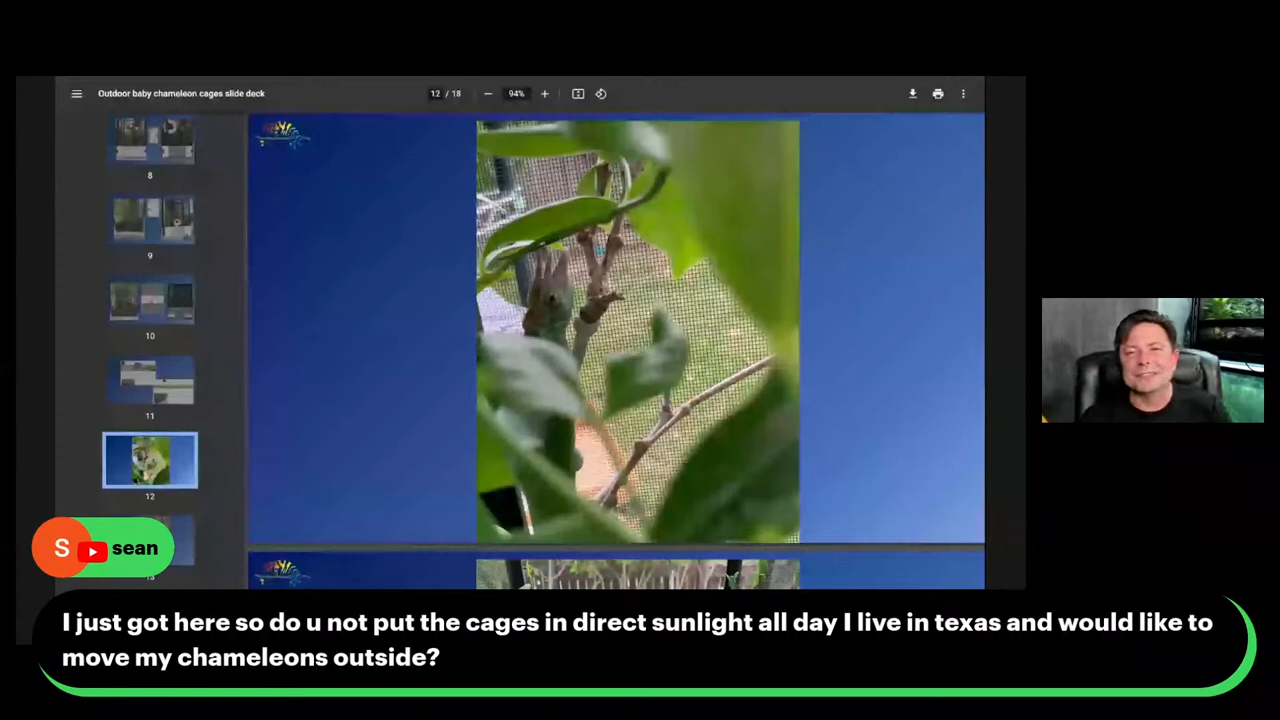 Outdoor baby chameleon cages slide deck
12 / 18
94%
8
9
10
11
12
13
S sean
I just got here so do u not put the cages in direct sunlight all day I live in texas and would like to
move my chameleons outside?